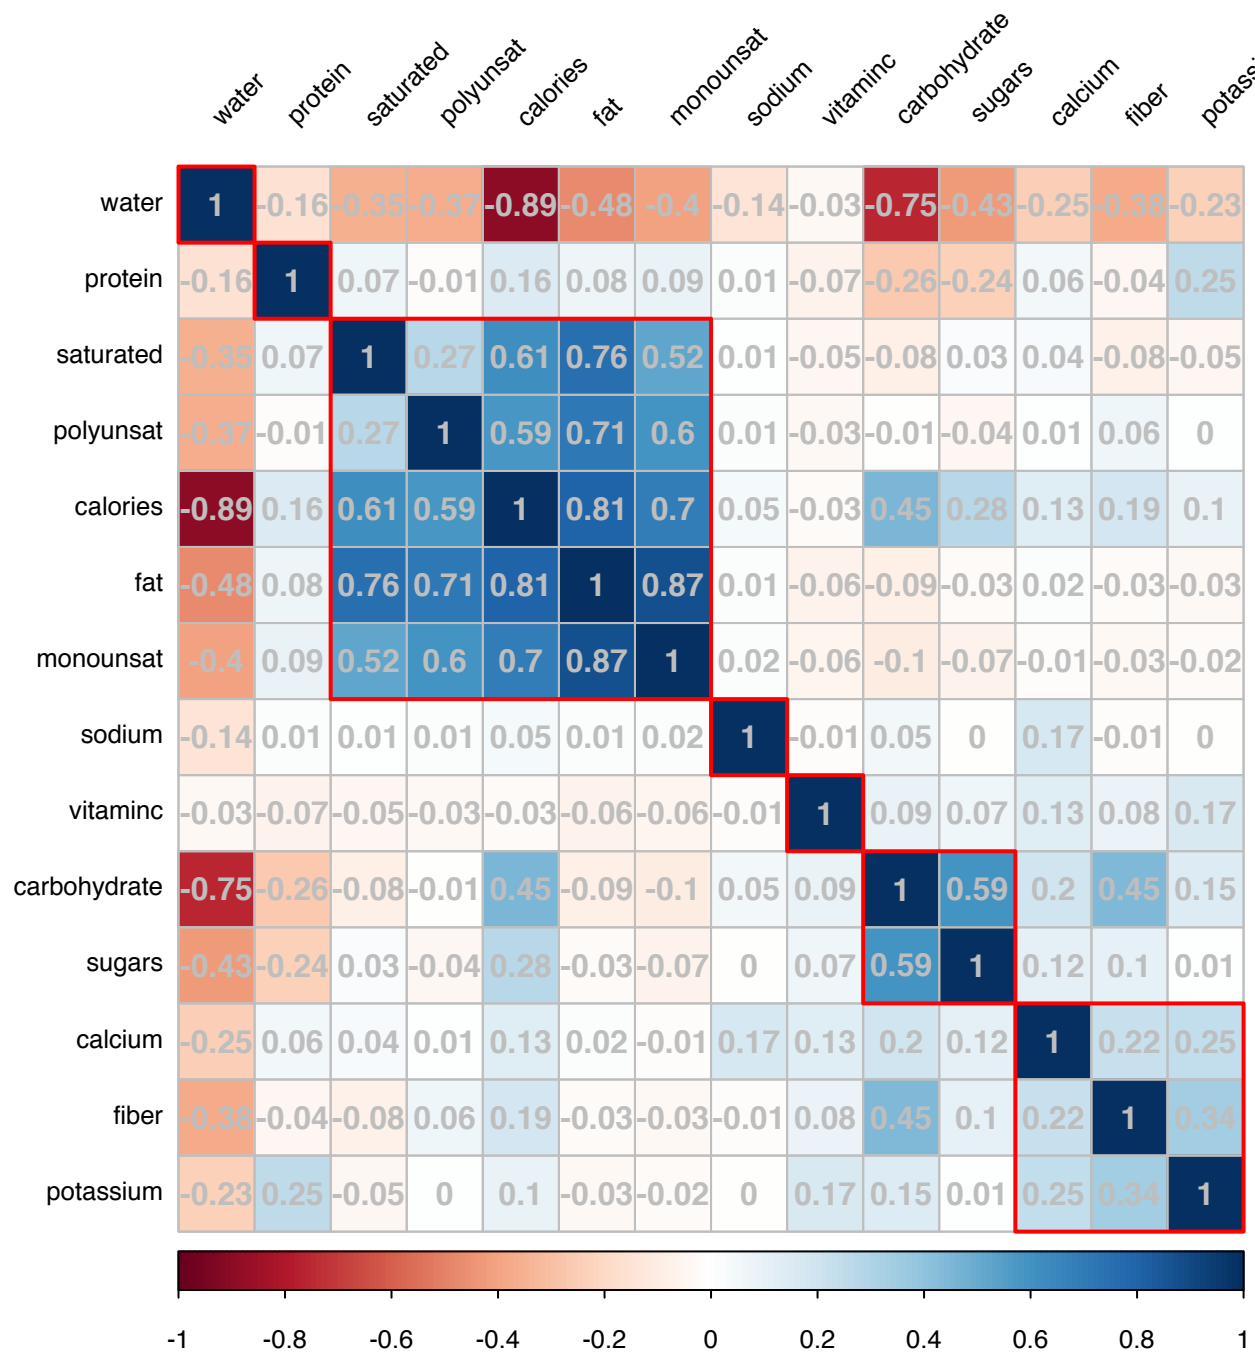 water protein saturated polyunsat calories fat monounsat sodium vitaminc carbohydrate sugars calcium fiber potass
water 1 -0.16 -0.35 -0.37 -0.89 -0.48 -0.4 -0.14 -0.03 -0.75 -0.43 -0.25 -0.38 -0.23
protein -0.16 1 0.07 -0.01 0.16 0.08 0.09 0.01 -0.07 -0.26 -0.24 0.06 -0.04 0.25
saturated -0.35 0.07 1 0.27 0.61 0.76 0.52 0.01 -0.05 -0.08 0.03 0.04 -0.08 -0.05
polyunsat -0.37 -0.01 0.27 1 0.59 0.71 0.6 0.01 -0.03 -0.01 -0.04 0.01 0.06 0
calories -0.89 0.16 0.61 0.59 1 0.81 0.7 0.05 -0.03 0.45 0.28 0.13 0.19 0.1
fat -0.48 0.08 0.76 0.71 0.81 1 0.87 0.01 -0.06 -0.09 -0.03 0.02 -0.03 -0.03
monounsat -0.4 0.09 0.52 0.6 0.7 0.87 1 0.02 -0.06 -0.1 -0.07 -0.01 -0.03 -0.02
sodium -0.14 0.01 0.01 0.01 0.05 0.01 0.02 1 -0.01 0.05 0 0.17 -0.01 0
vitaminc -0.03 -0.07 -0.05 -0.03 -0.03 -0.06 -0.06 -0.01 1 0.09 0.07 0.13 0.08 0.17
carbohydrate -0.75 -0.26 -0.08 -0.01 0.45 -0.09 -0.1 0.05 0.09 1 0.59 0.2 0.45 0.15
sugars -0.43 -0.24 0.03 -0.04 0.28 -0.03 -0.07 0 0.07 0.59 1 0.12 0.1 0.01
calcium -0.25 0.06 0.04 0.01 0.13 0.02 -0.01 0.17 0.13 0.2 0.12 1 0.22 0.25
fiber -0.38 -0.04 -0.08 0.06 0.19 -0.03 -0.03 -0.01 0.08 0.45 0.1 0.22 1 0.34
potassium -0.23 0.25 -0.05 0 0.1 -0.03 -0.02 0 0.17 0.15 0.01 0.25 0.34 1
-1 -0.8 -0.6 -0.4 -0.2 0 0.2 0.4 0.6 0.8 1